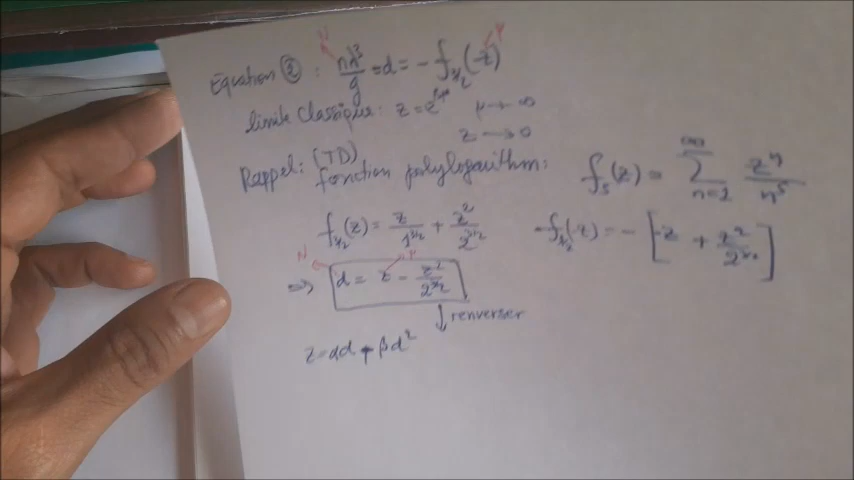 N P
Equation ② : nλ³/g = d = - f_{3/2}(-z)
limite Classique: z = e^{βμ} μ → ∞
z → 0
Rappel: (TD)
fonction polylogarithm: f_s(z) = ∑_{n=1}^{∞} z^n/n^s
f_{3/2}(z) = z/1^{3/2} + z²/2^{3/2} - f_{3/2}(-z) = - [-z + z²/2^{3/2}]
N P
⇒ d = z - z²/2^{3/2}
↓ renverser
z = αd + βd²